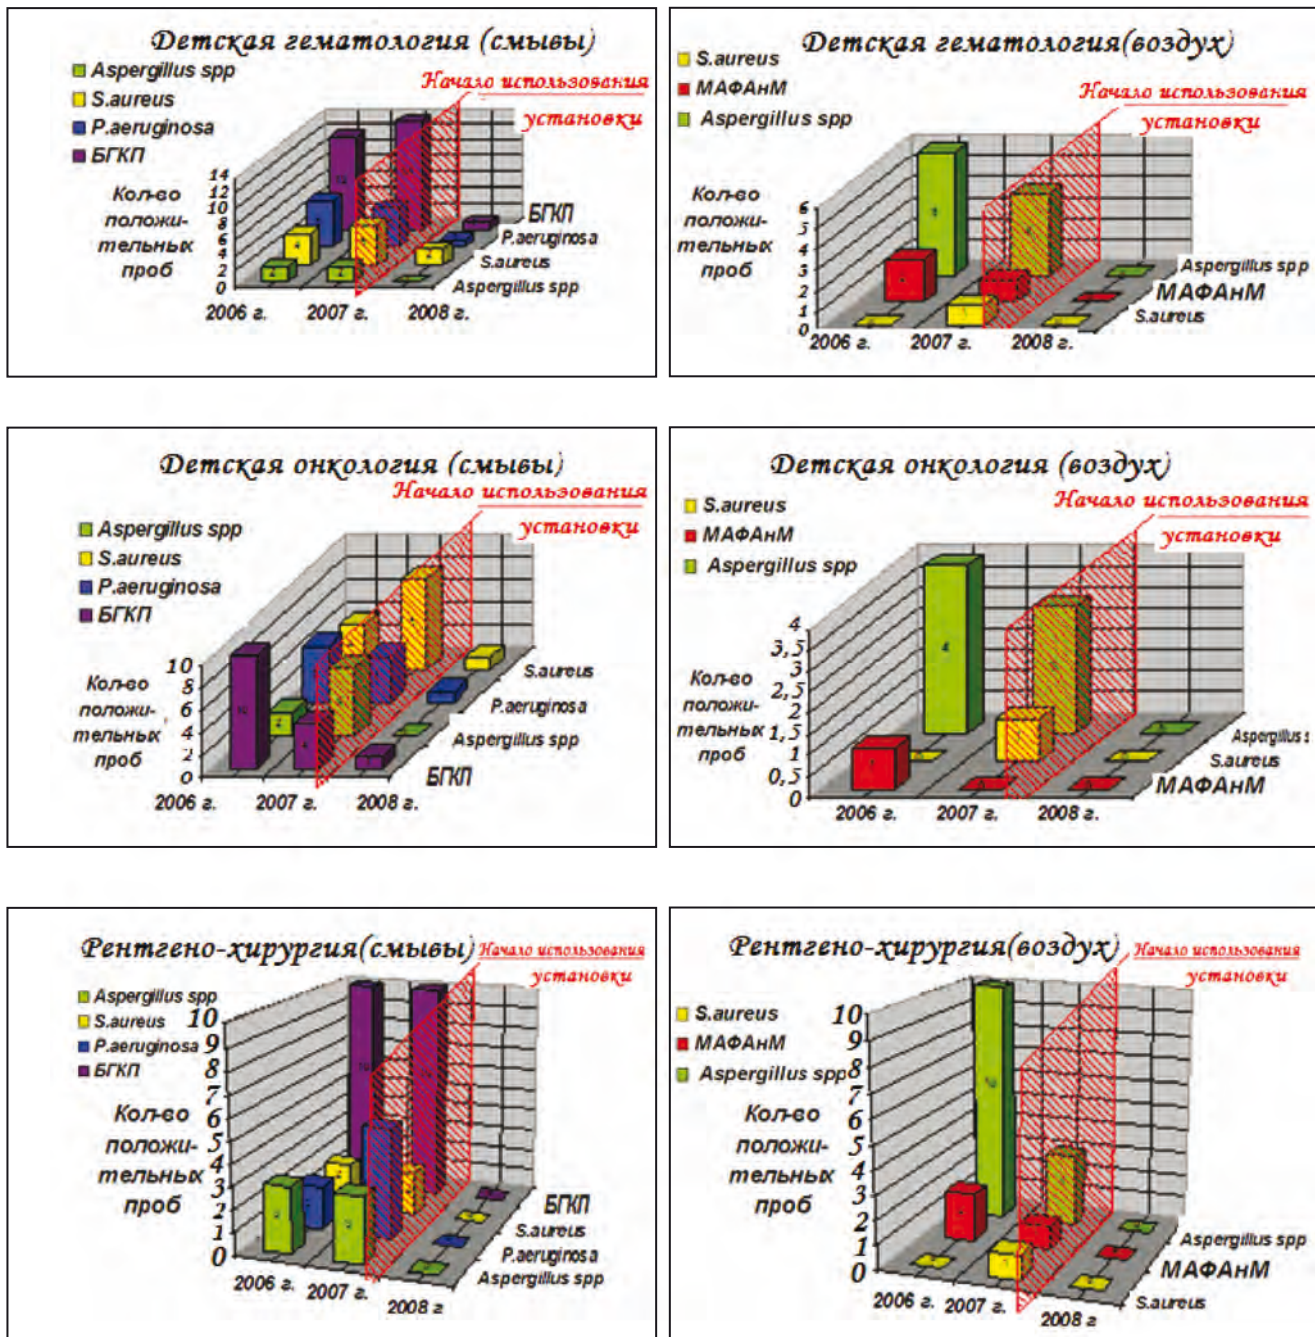 Детская гематология (смывы)
Aspergillus spp
S.aureus
P.aeruginosa
БГКП
Начало использования
установки
Кол-во
положи-
тельных
проб
14
12
10
8
6
4
2
0
2006 г.
2007 г.
2008 г.
БГКП
P.aeruginosa
S.aureus
Aspergillus spp
Детская гематология(воздух)
S.aureus
МАФАнМ
Aspergillus spp
Начало использования
установки
Кол-во
положи-
тельных
проб
6
5
4
3
2
1
0
2006 г.
2007 г.
2008 г.
Aspergillus spp
МАФАнМ
S.aureus
Детская онкология (смывы)
Начало использования
установки
Aspergillus spp
S.aureus
P.aeruginosa
БГКП
Кол-во
положи-
тельных
проб
10
8
6
4
2
0
2006 г.
2007 г.
2008 г.
S.aureus
P.aeruginosa
Aspergillus spp
БГКП
Детская онкология (воздух)
Начало использования
установки
S.aureus
МАФАнМ
Aspergillus spp
Кол-во
положи-
тельных
проб
4
3,5
3
2,5
2
1,5
1
0,5
0
2006 г.
2007 г.
2008 г.
Aspergillus s
S.aureus
МАФАнМ
Рентгено-хирургия(смывы)
Начало использования
установки
Aspergillus spp
S.aureus
P.aeruginosa
БГКП
Кол-во
положи-
тельных
проб
10
9
8
7
6
5
4
3
2
1
0
2006 г.
2007 г.
2008 г
БГКП
S.aureus
P.aeruginosa
Aspergillus spp
Рентгено-хирургия(воздух)
Начало использования
установки
S.aureus
МАФАнМ
Aspergillus spp
Кол-во
положи-
тельных
проб
10
9
8
7
6
5
4
3
2
1
0
2006 г.
2007 г.
2008 г
Aspergillus spp
МАФАнМ
S.aureus